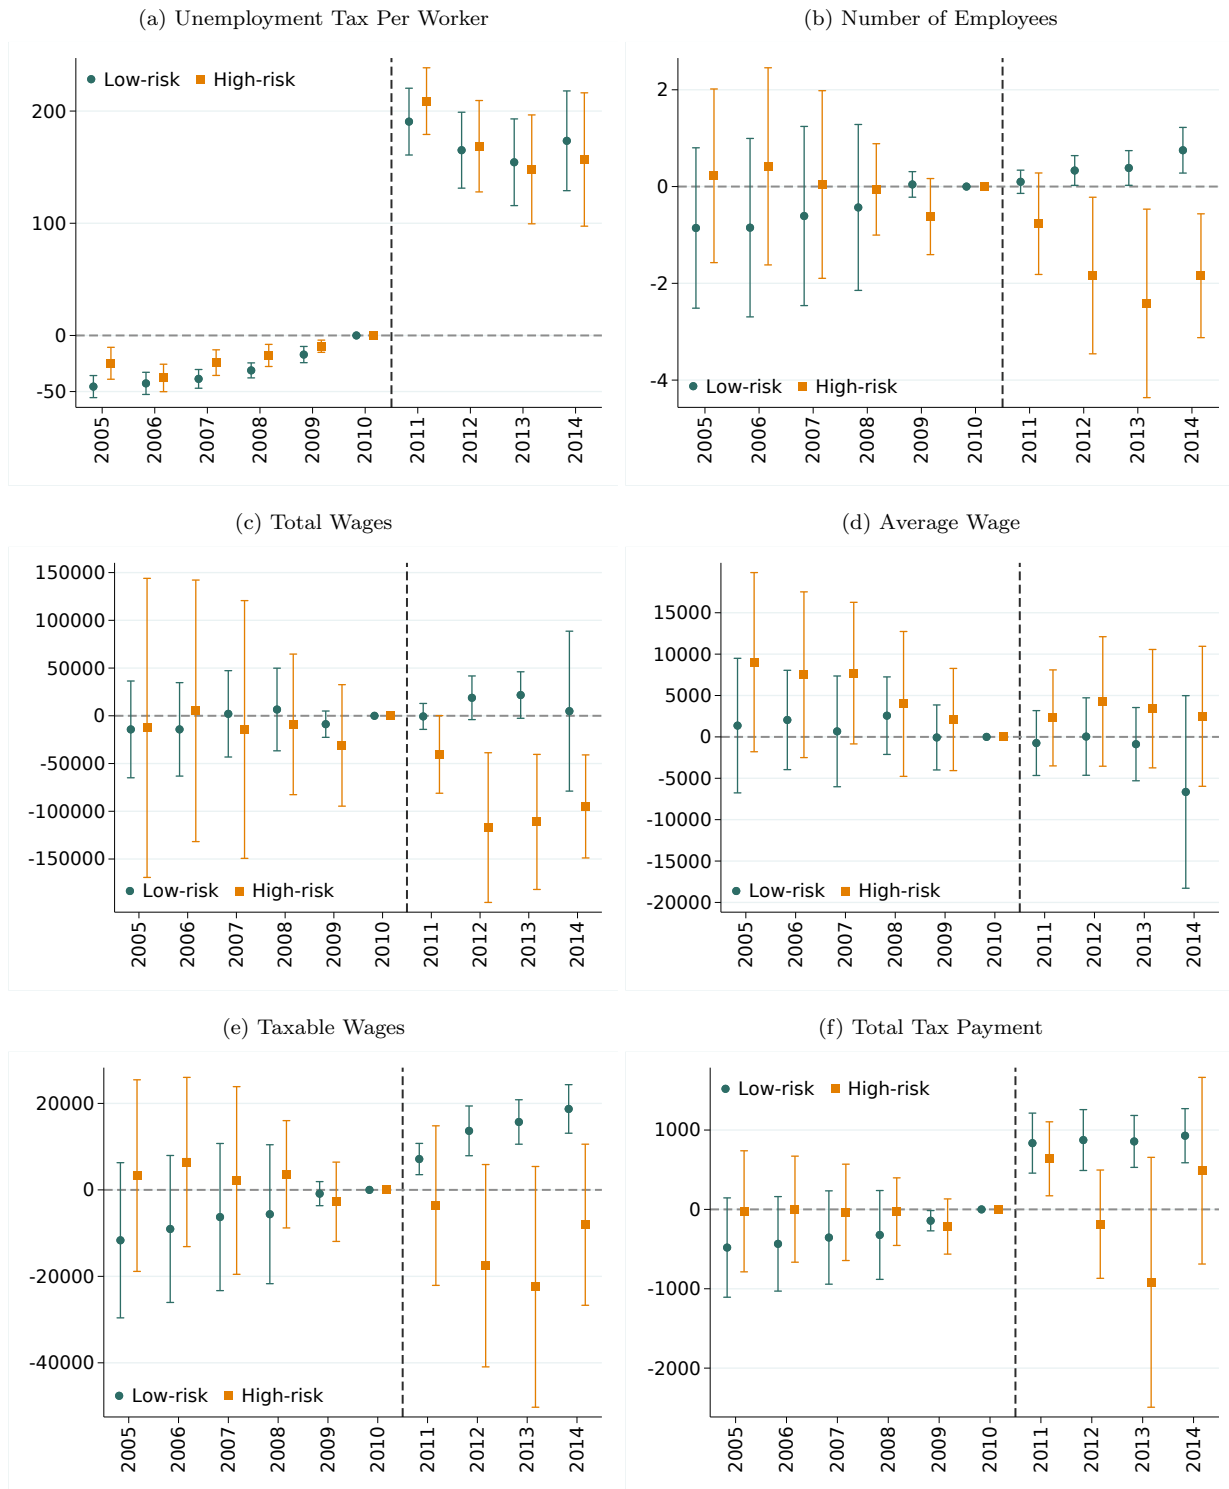 (a) Unemployment Tax Per Worker
Low-risk High-risk
200
100
0
-50
2005 2006 2007 2008 2009 2010 2011 2012 2013 2014
(b) Number of Employees
2
0
-2
-4
Low-risk High-risk
2005 2006 2007 2008 2009 2010 2011 2012 2013 2014
(c) Total Wages
150000
100000
50000
0
-50000
-100000
-150000
Low-risk High-risk
2005 2006 2007 2008 2009 2010 2011 2012 2013 2014
(d) Average Wage
15000
10000
5000
0
-5000
-10000
-15000
-20000
Low-risk High-risk
2005 2006 2007 2008 2009 2010 2011 2012 2013 2014
(e) Taxable Wages
20000
0
-20000
-40000
Low-risk High-risk
2005 2006 2007 2008 2009 2010 2011 2012 2013 2014
(f) Total Tax Payment
Low-risk High-risk
1000
0
-1000
-2000
2005 2006 2007 2008 2009 2010 2011 2012 2013 2014